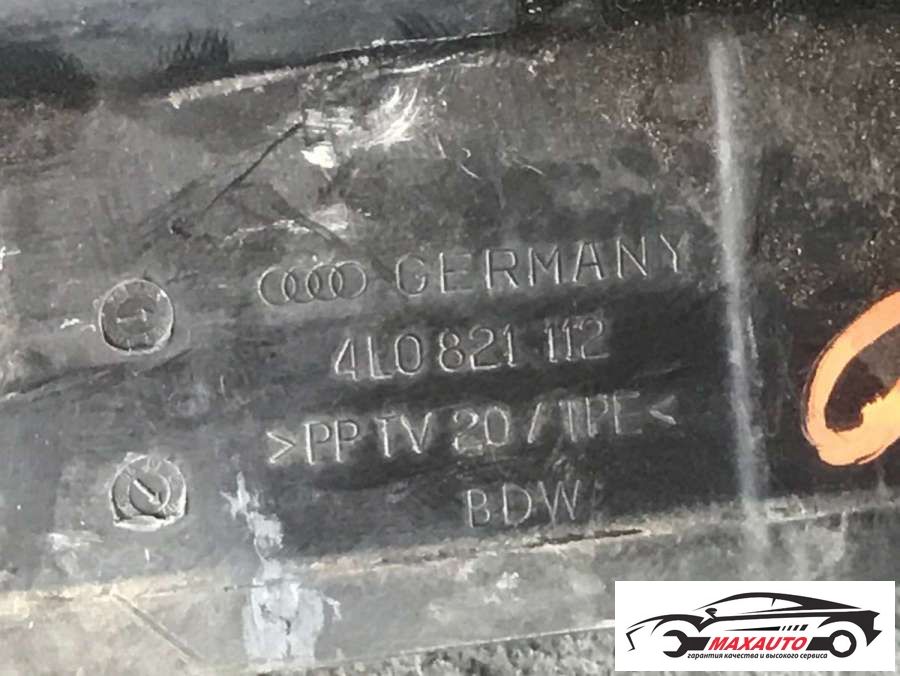 GERMANY
4L0 821 112
>PP TV 20/TPE<
BDW
MAXAUTO
гарантия качества и высокого сервиса